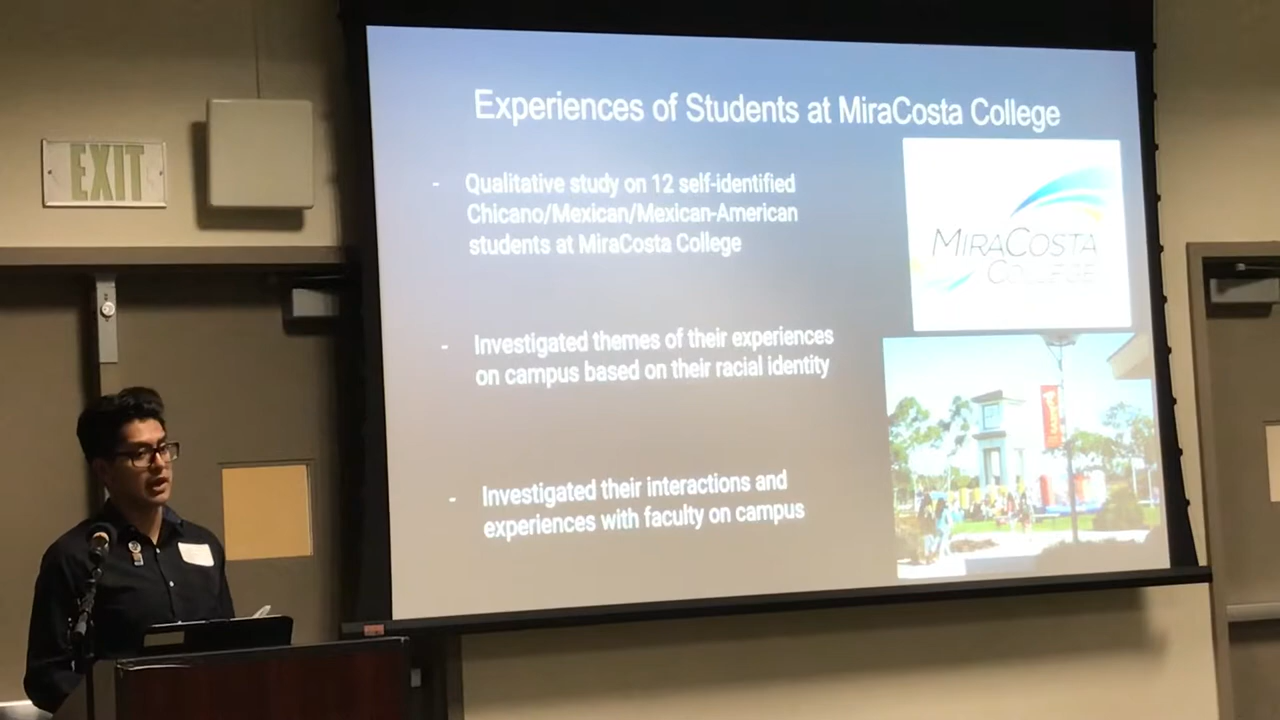 EXIT
Experiences of Students at MiraCosta College
- Qualitative study on 12 self-identified
Chicano/Mexican/Mexican-American
students at MiraCosta College
- Investigated themes of their experiences
on campus based on their racial identity
- Investigated their interactions and
experiences with faculty on campus
MIRACOSTA
COLLEGE